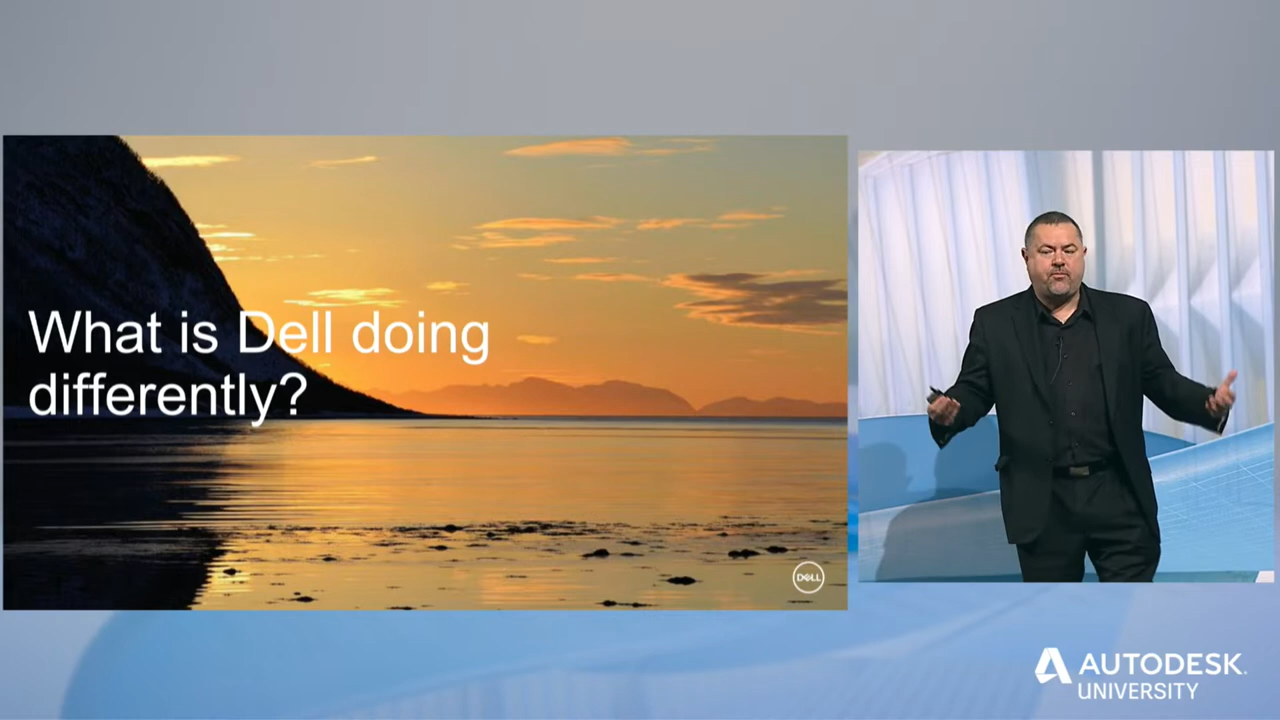 What is Dell doing
differently?
DELL
AUTODESK
UNIVERSITY